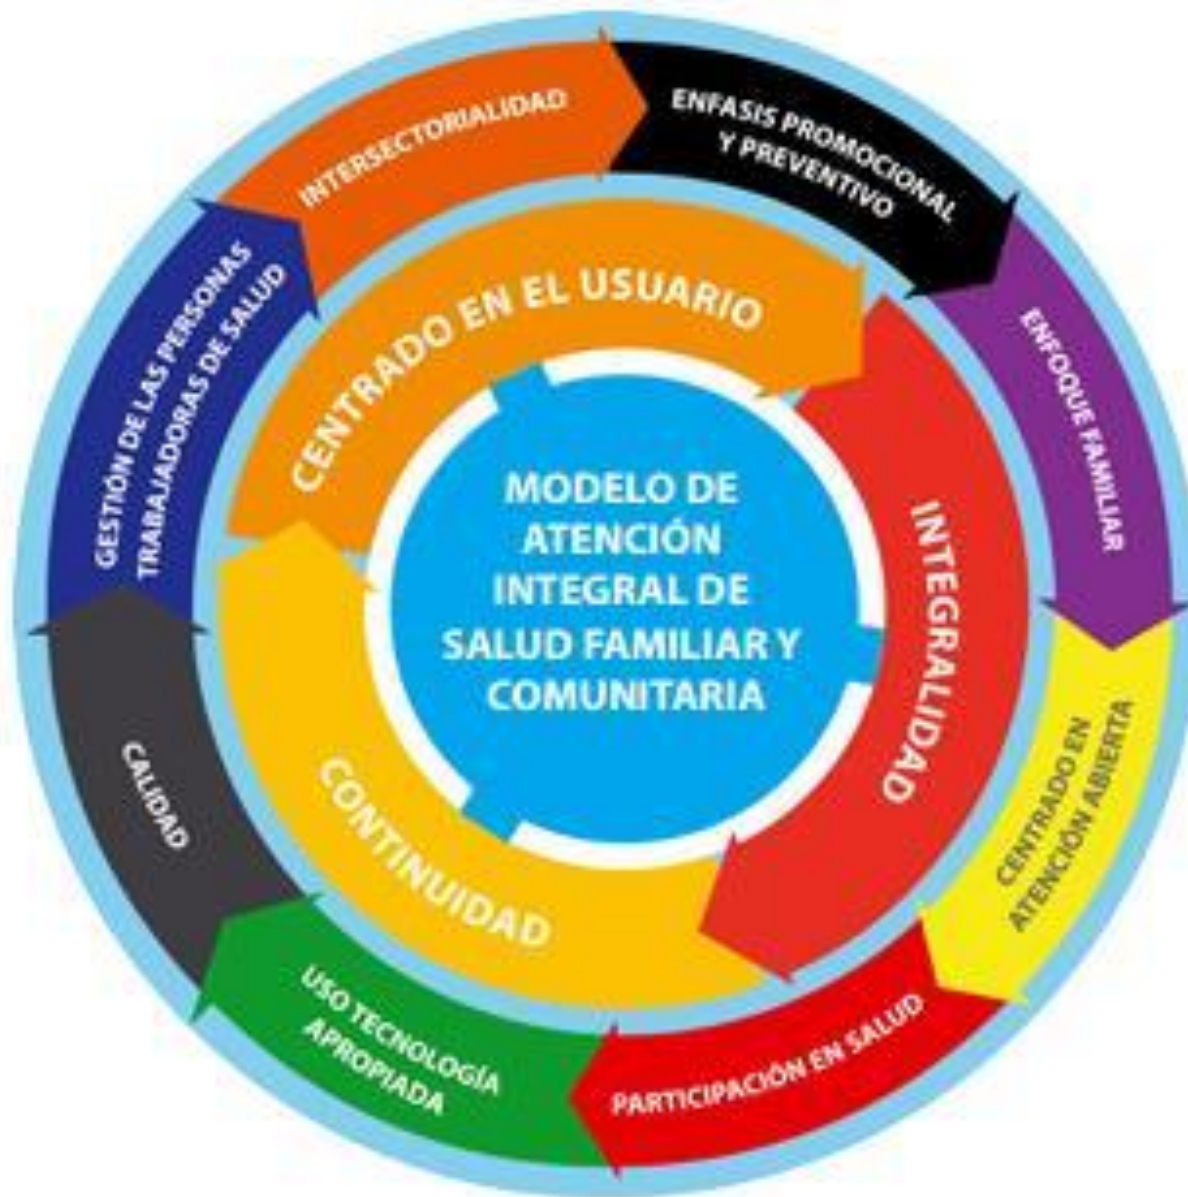 MODELO DE
ATENCIÓN
INTEGRAL DE
SALUD FAMILIAR Y
COMUNITARIA
CENTRADO EN EL USUARIO
INTEGRALIDAD
CONTINUIDAD
INTERSECTORIALIDAD
ENFASIS PROMOCIONAL
Y PREVENTIVO
ENFOQUE FAMILIAR
CENTRADO EN
ATENCIÓN ABIERTA
PARTICIPACIÓN EN SALUD
USO TECNOLOGÍA
APROPIADA
CALIDAD
GESTIÓN DE LAS PERSONAS
TRABAJADORAS DE SALUD